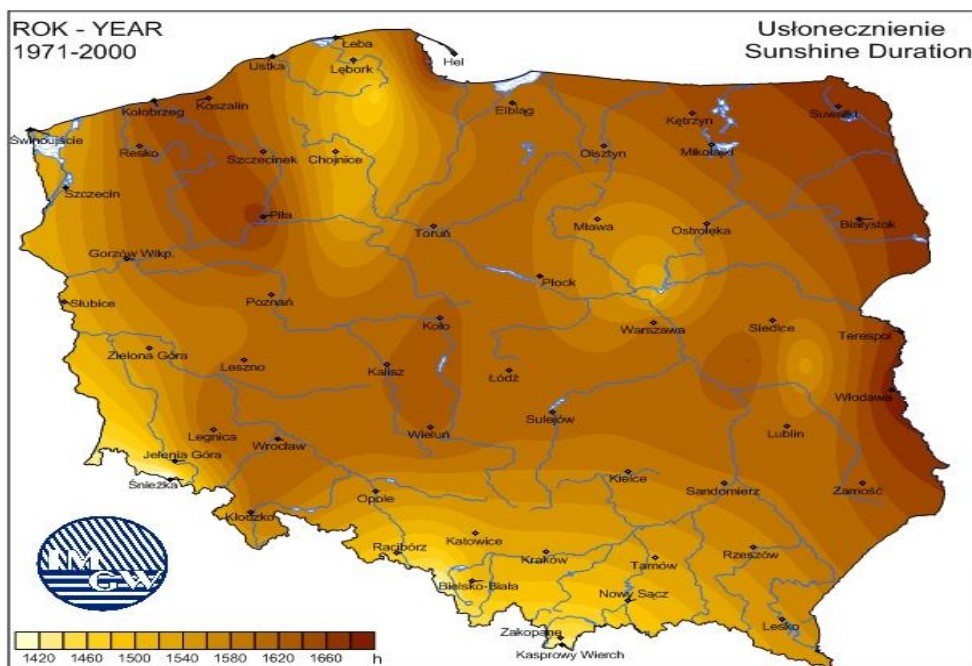 ROK - YEAR
1971-2000
Usłonecznienie
Sunshine Duration
Łeba
Ustka
Lębork
Hel
Kołobrzeg
Koszalin
Elbląg
Kętrzyn
Suwałki
Świnoujście
Resko
Szczecinek
Chojnice
Olsztyn
Mikołajki
Szczecin
Piła
Toruń
Mława
Ostrołęka
Białystok
Gorzów Wlkp.
Płock
Słubice
Poznań
Koło
Warszawa
Siedlce
Terespol
Zielona Góra
Leszno
Kalisz
Łódź
Włodawa
Sulejów
Legnica
Wrocław
Wieluń
Lublin
Jelenia Góra
Śnieżka
Opole
Kielce
Sandomierz
Zamość
Kłodzko
Racibórz
Katowice
Kraków
Tarnów
Rzeszów
Bielsko-Biała
Nowy Sącz
Lesko
Zakopane
Kasprowy Wierch
IM
GW
1420 1460 1500 1540 1580 1620 1660 h